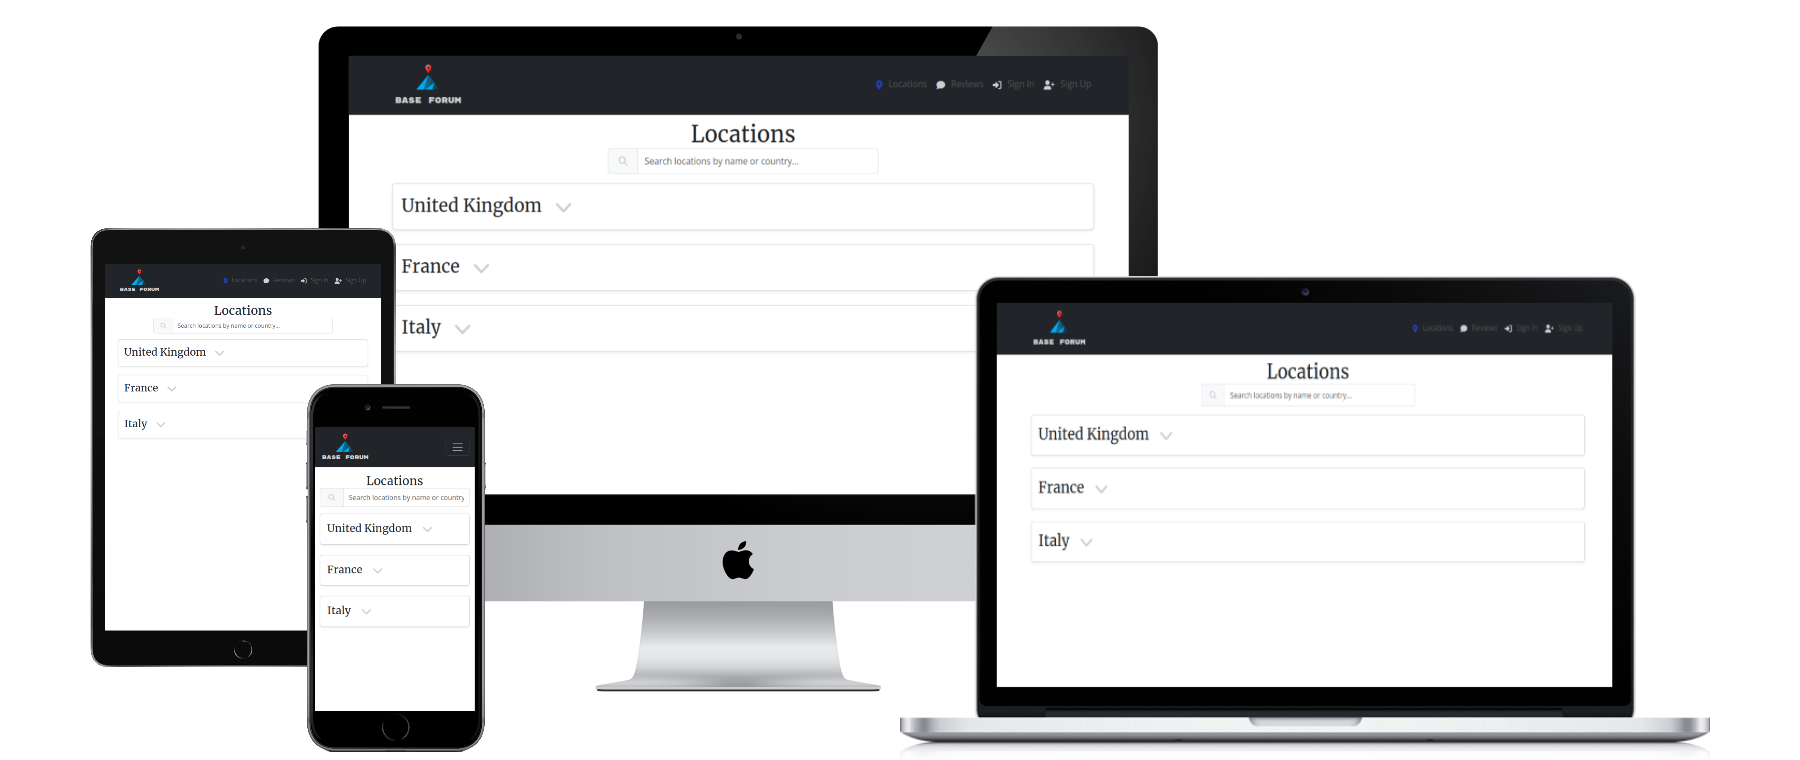 BASE FORUM
Locations Reviews Sign In Sign Up
Locations
Search locations by name or country...
United Kingdom
France
Italy
BASE FORUM
Locations Reviews Sign In Sign Up
Locations
Search locations by name or country...
United Kingdom
France
Italy
BASE FORUM
Locations
Search locations by name or country
United Kingdom
France
Italy
BASE FORUM
Locations Reviews Sign In Sign Up
Locations
Search locations by name or country...
United Kingdom
France
Italy